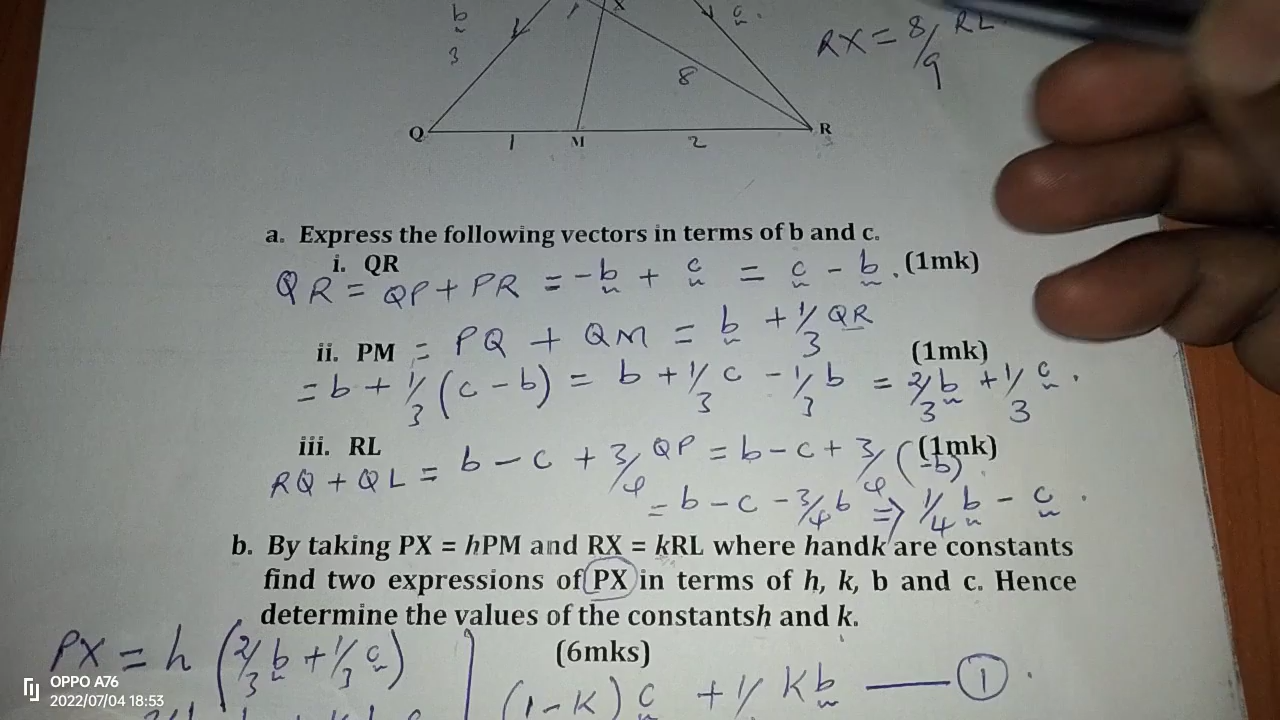 b
3
X
c.
8
RX = 8/9 RL
Q
1
M
2
R
a. Express the following vectors in terms of b and c.
i. QR
(1mk)
QR = QP + PR = -b + c = c - b.
ii. PM = PQ + QM = b + 1/3 QR
(1mk)
= b + 1/3 (c - b) = b + 1/3 c - 1/3 b = 2/3 b + 1/3 c.
iii. RL
(1mk)
RQ + QL = b - c + 3/4 QP = b - c + 3/4 (-b)
= b - c - 3/4 b => 1/4 b - c.
b. By taking PX = hPM and RX = kRL where handk are constants
find two expressions of PX in terms of h, k, b and c. Hence
determine the values of the constantsh and k.
(6mks)
PX = h (2/3 b + 1/3 c)
(1-K) c + 1/ Kb — 1.
OPPO A76
2022/07/04 18:53